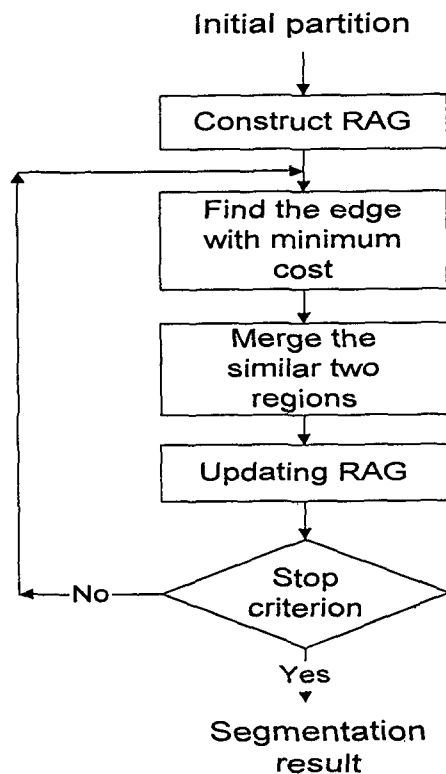 Initial partition
Construct RAG
Find the edge
with minimum
cost
Merge the
similar two
regions
Updating RAG
Stop
criterion
No
Yes
Segmentation
result